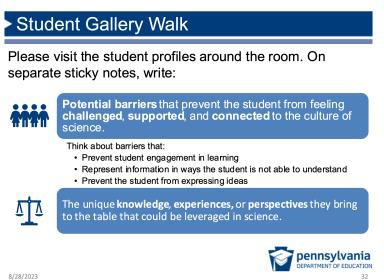 Student Gallery Walk
Please visit the student profiles around the room. On
separate sticky notes, write:
Potential barriers that prevent the student from feeling
challenged, supported, and connected to the culture of
science.
Think about barriers that:
• Prevent student engagement in learning
• Represent information in ways the student is not able to understand
• Prevent the student from expressing ideas
The unique knowledge, experiences, or perspectives they bring
to the table that could be leveraged in science.
pennsylvania
DEPARTMENT OF EDUCATION
8/28/2023
32